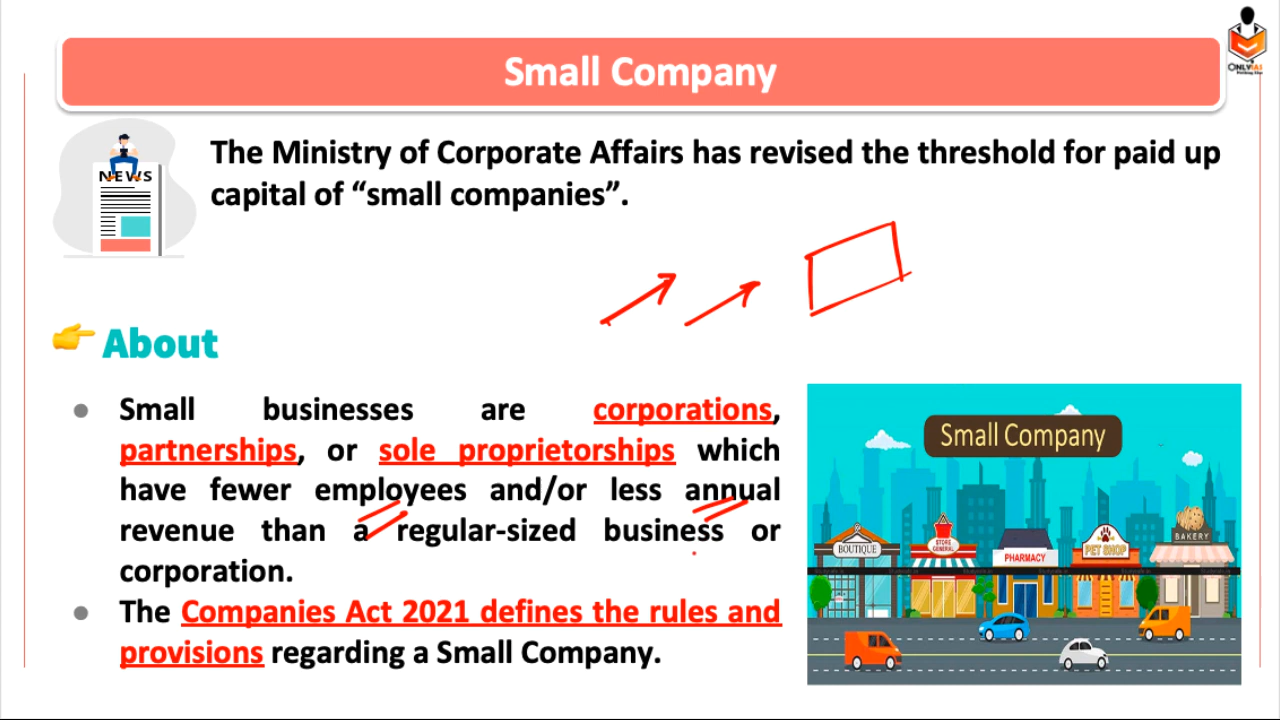 Small Company
ONLYIAS
NEWS
The Ministry of Corporate Affairs has revised the threshold for paid up
capital of “small companies”.
About
Small businesses are corporations,
partnerships, or sole proprietorships which
have fewer employees and/or less annual
revenue than a regular-sized business or
corporation.
The Companies Act 2021 defines the rules and
provisions regarding a Small Company.
Small Company
BOUTIQUE
STORE
GENERAL
PHARMACY
PET SHOP
BAKERY